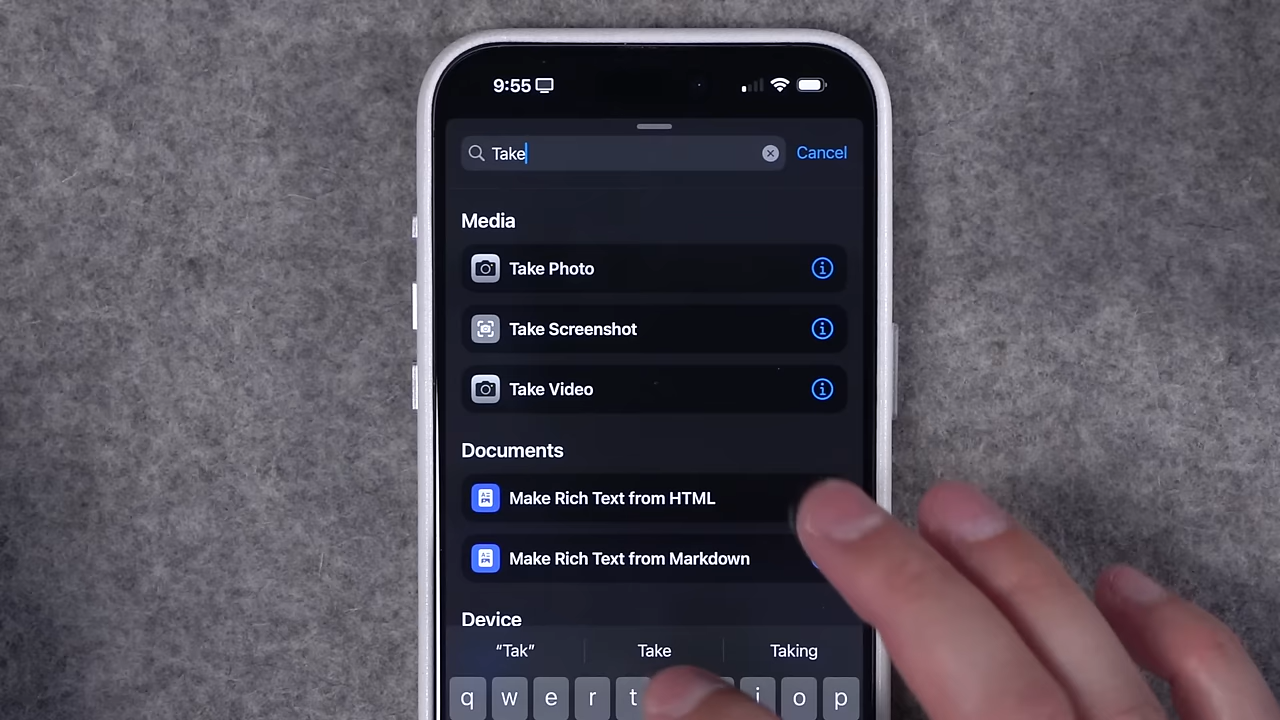 9:55
Take
Cancel
Media
Take Photo
Take Screenshot
Take Video
Documents
Make Rich Text from HTML
Make Rich Text from Markdown
Device
“Tak” Take Taking
q w e r t i o p